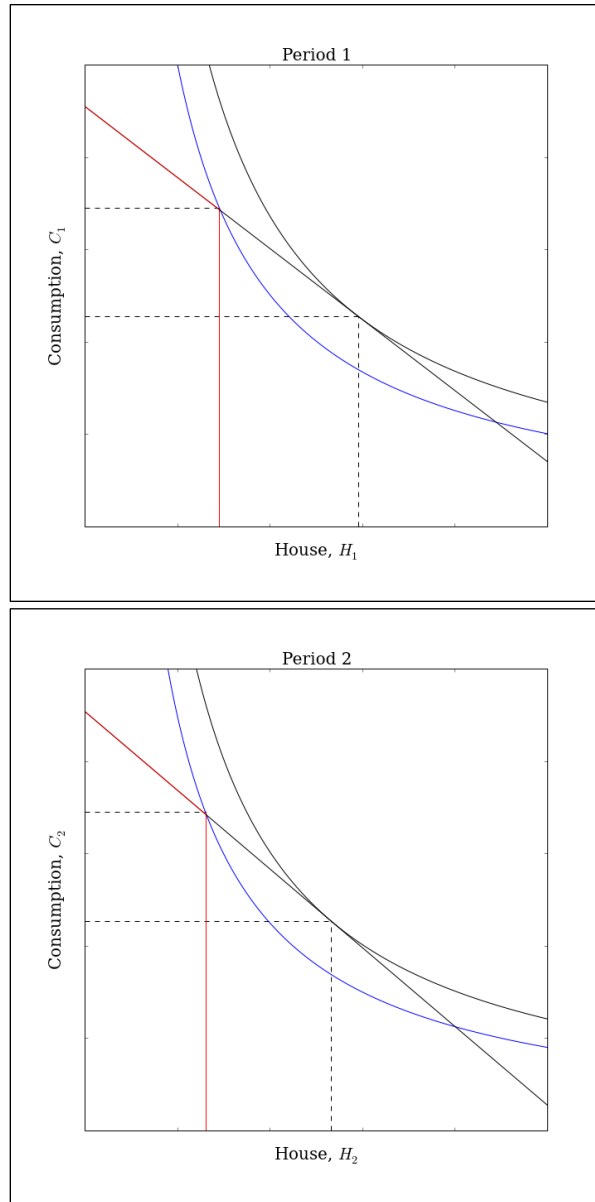 Period 1
Consumption, C₁
House, H₁
Period 2
Consumption, C₂
House, H₂